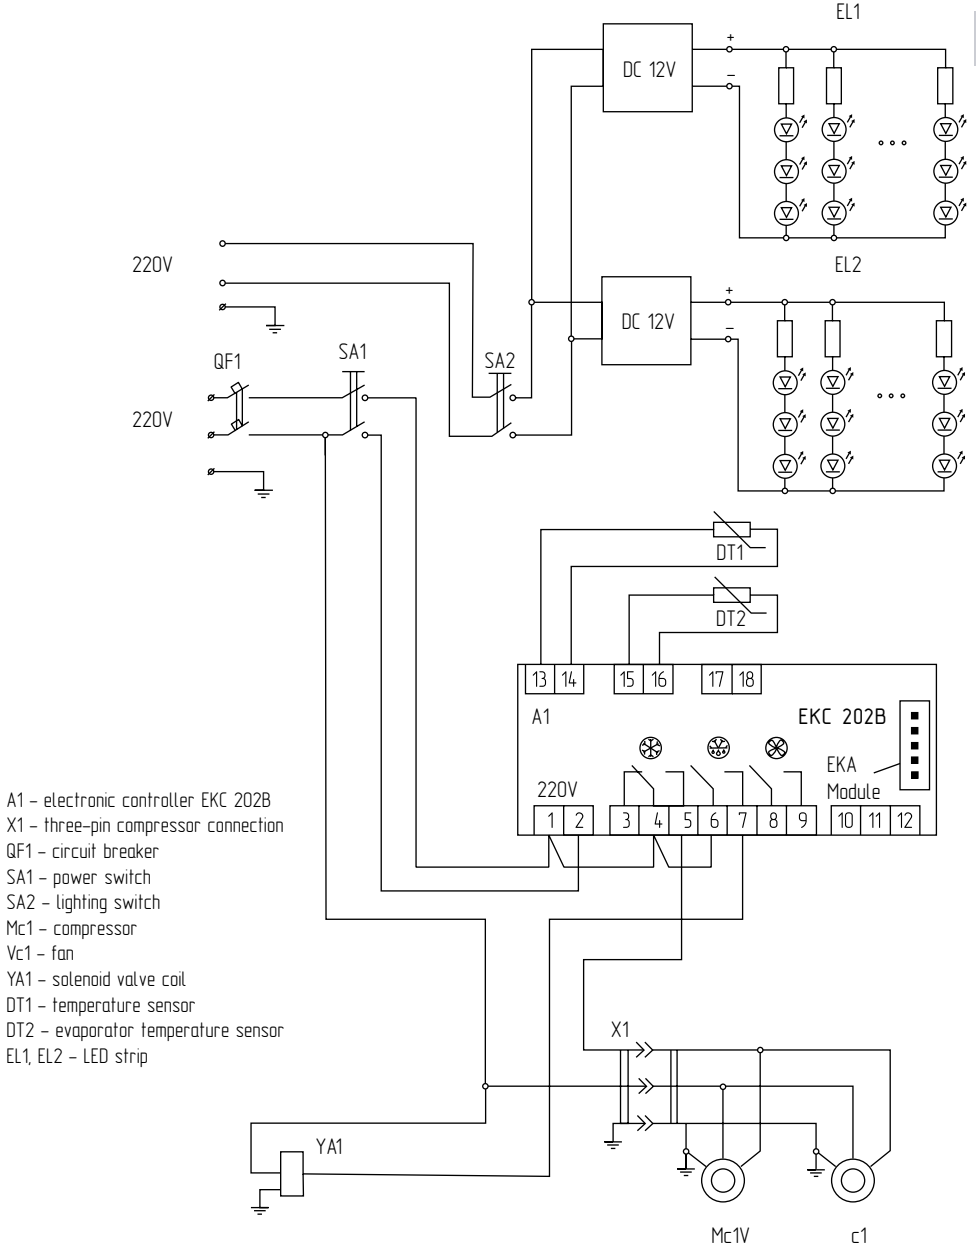 EL1
+
DC 12V
–
220V
EL2
+
DC 12V
–
QF1
SA1
SA2
220V
DT1
DT2
13 14 15 16 17 18
A1
EKC 202B
EKA
Module
220V
1 2 3 4 5 6 7 8 9 10 11 12
A1 – electronic controller EKC 202B
X1 – three-pin compressor connection
QF1 – circuit breaker
SA1 – power switch
SA2 – lighting switch
Mc1 – compressor
Vc1 – fan
YA1 – solenoid valve coil
DT1 – temperature sensor
DT2 – evaporator temperature sensor
EL1, EL2 – LED strip
X1
YA1
Mc1V
c1